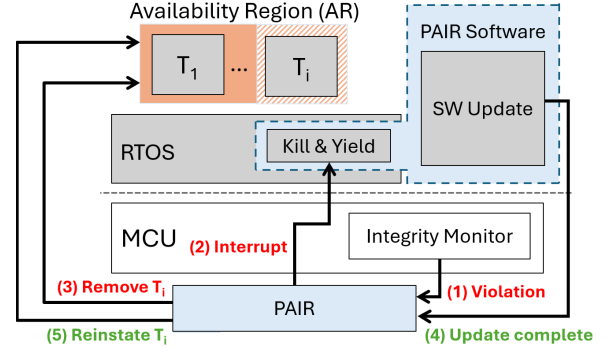 Availability Region (AR)
PAIR Software
T1 ... Ti
SW Update
RTOS
Kill & Yield
MCU
(2) Interrupt
Integrity Monitor
(3) Remove Ti
(1) Violation
PAIR
(5) Reinstate Ti
(4) Update complete